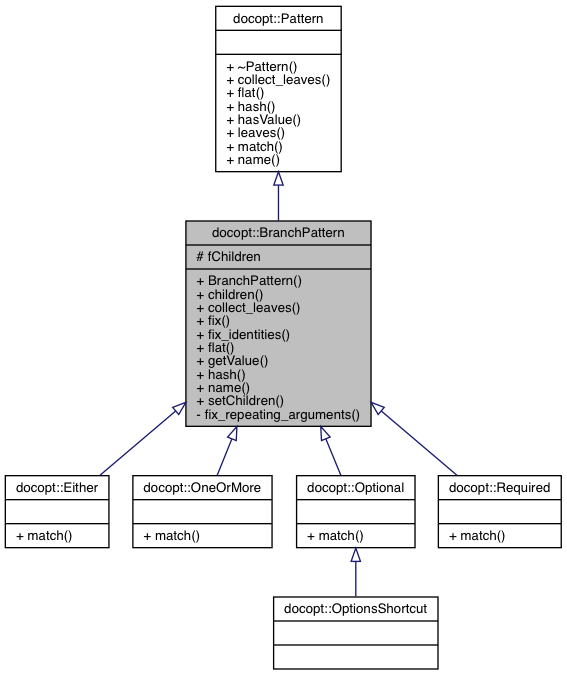 docopt::Pattern
+ ~Pattern()
+ collect_leaves()
+ flat()
+ hash()
+ hasValue()
+ leaves()
+ match()
+ name()
docopt::BranchPattern
# fChildren
+ BranchPattern()
+ children()
+ collect_leaves()
+ fix()
+ fix_identities()
+ flat()
+ getValue()
+ hash()
+ name()
+ setChildren()
- fix_repeating_arguments()
docopt::Either
+ match()
docopt::OneOrMore
+ match()
docopt::Optional
+ match()
docopt::Required
+ match()
docopt::OptionsShortcut